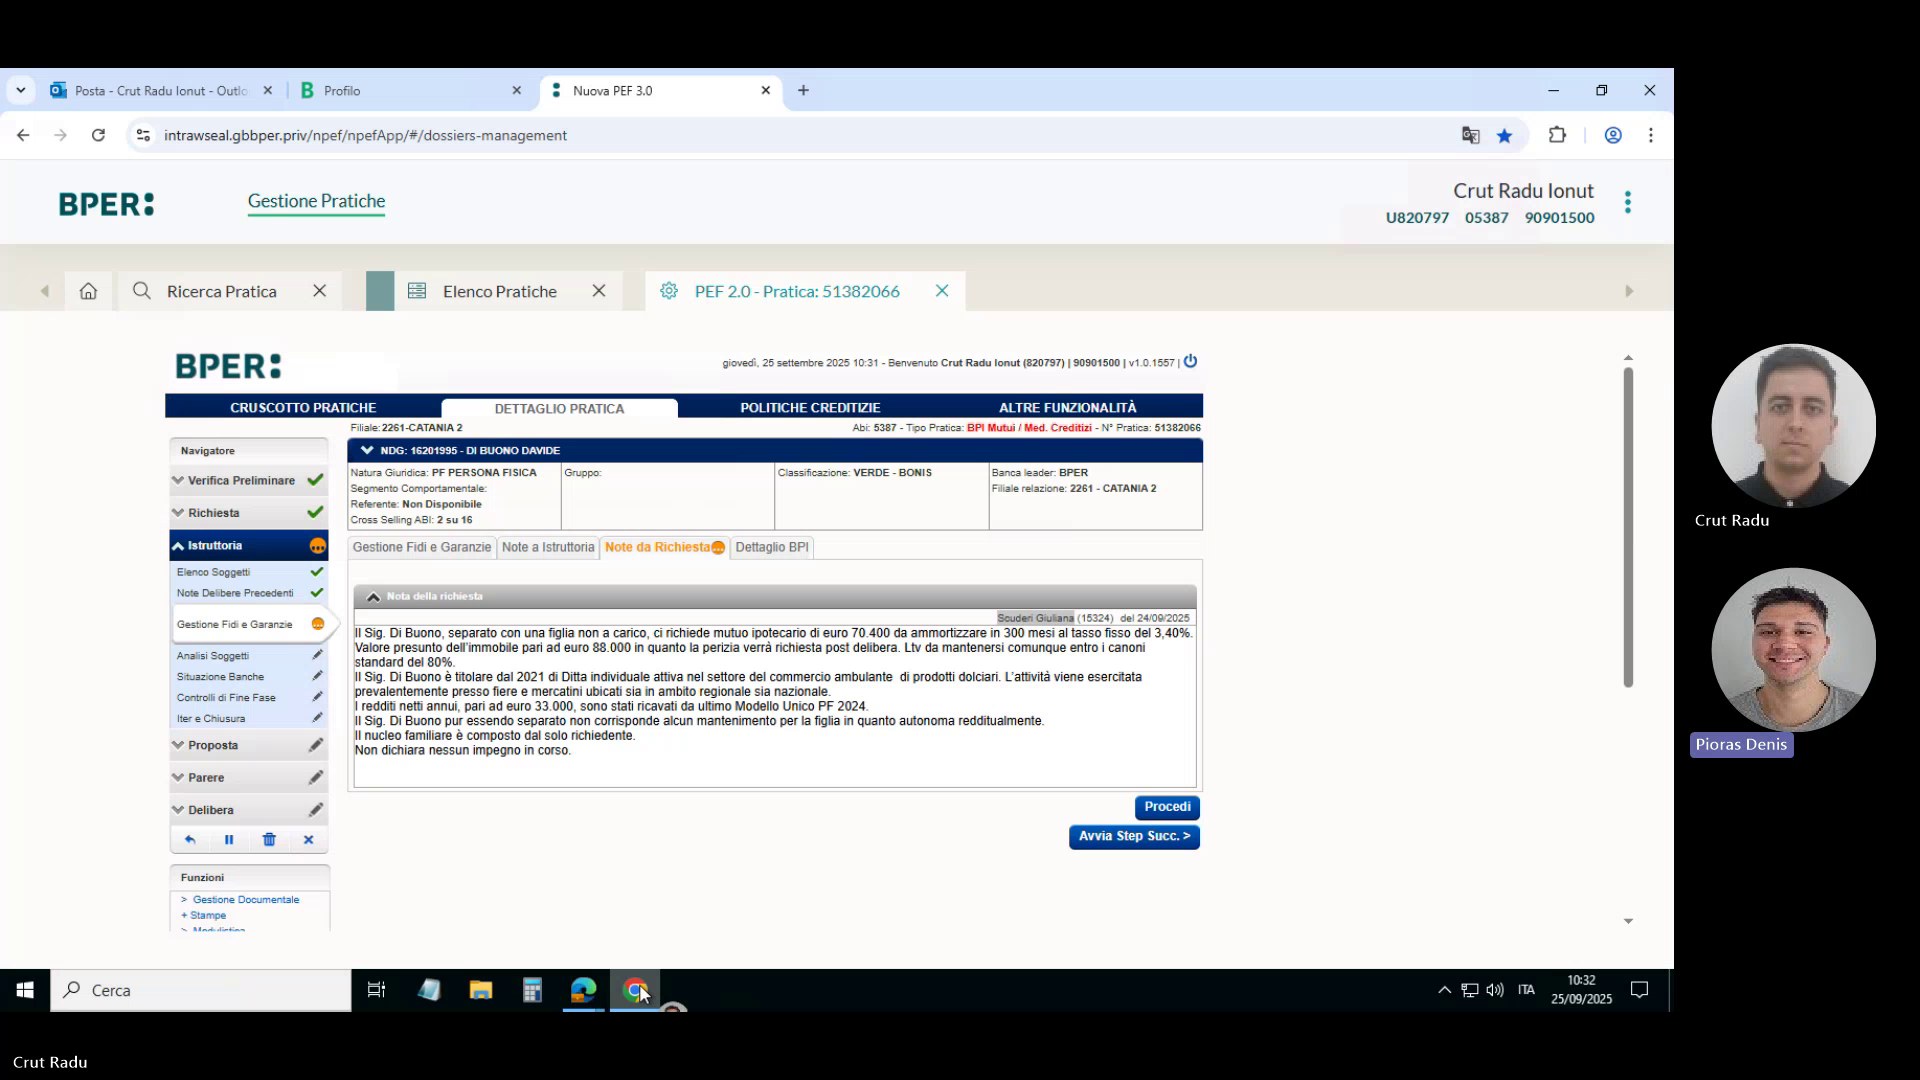 Posta - Crut Radu Ionut - Outlo
Profilo
Nuova PEF 3.0
intrawseal.gbbper.priv/npef/npefApp/#/dossiers-management
BPER:
Gestione Pratiche
Crut Radu Ionut
U820797 05387 90901500
Ricerca Pratica
Elenco Pratiche
PEF 2.0 - Pratica: 51382066
BPER:
giovedì, 25 settembre 2025 10:31 - Benvenuto Crut Radu Ionut (820797) | 90901500 | v1.0.1557 |
CRUSCOTTO PRATICHE
DETTAGLIO PRATICA
POLITICHE CREDITIZIE
ALTRE FUNZIONALITÀ
Filiale: 2261-CATANIA 2
Abi: 5387 - Tipo Pratica: BPI Mutui / Med. Creditizi - N° Pratica: 51382066
Navigatore
Verifica Preliminare
Richiesta
Istruttoria
Elenco Soggetti
Note Delibere Precedenti
Gestione Fidi e Garanzie
Analisi Soggetti
Situazione Banche
Controlli di Fine Fase
Iter e Chiusura
Proposta
Parere
Delibera
Funzioni
> Gestione Documentale
+ Stampe
> Modulistica
NDG: 16201995 - DI BUONO DAVIDE
Natura Giuridica: PF PERSONA FISICA
Segmento Comportamentale:
Referente: Non Disponibile
Cross Selling ABI: 2 su 16
Gruppo:
Classificazione: VERDE - BONIS
Banca leader: BPER
Filiale relazione: 2261 - CATANIA 2
Gestione Fidi e Garanzie
Note a Istruttoria
Note da Richiesta
Dettaglio BPI
Nota della richiesta
Scuderi Giuliana (15324) del 24/09/2025
Il Sig. Di Buono, separato con una figlia non a carico, ci richiede mutuo ipotecario di euro 70.400 da ammortizzare in 300 mesi al tasso fisso del 3,40%.
Valore presunto dell'immobile pari ad euro 88.000 in quanto la perizia verrà richiesta post delibera. Ltv da mantenersi comunque entro i canoni
standard del 80%.
Il Sig. Di Buono è titolare dal 2021 di Ditta individuale attiva nel settore del commercio ambulante di prodotti dolciari. L'attività viene esercitata
prevalentemente presso fiere e mercatini ubicati sia in ambito regionale sia nazionale.
I redditi netti annui, pari ad euro 33.000, sono stati ricavati da ultimo Modello Unico PF 2024.
Il Sig. Di Buono pur essendo separato non corrisponde alcun mantenimento per la figlia in quanto autonoma redditualmente.
Il nucleo familiare è composto dal solo richiedente.
Non dichiara nessun impegno in corso.
Procedi
Avvia Step Succ. >
Crut Radu
Pioras Denis
Cerca
ITA
10:32
25/09/2025
Crut Radu